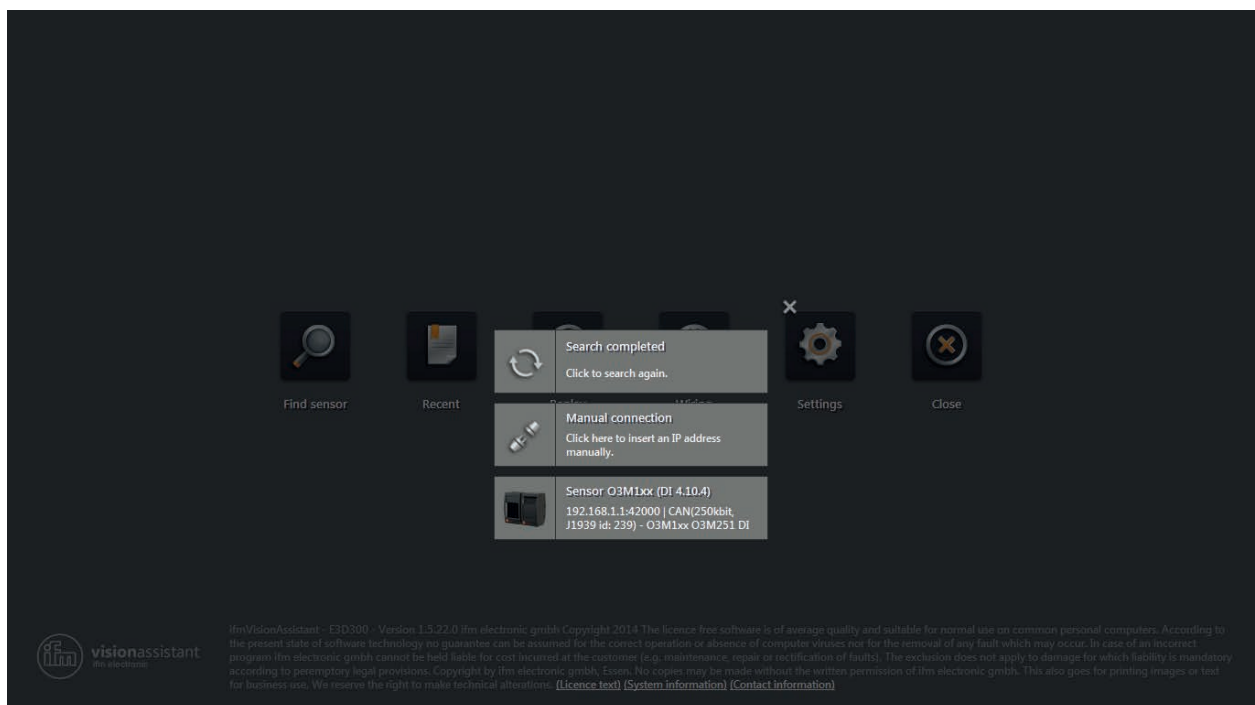 Search completed
Click to search again.
Find sensor
Recent
Settings
Close
Manual connection
Click here to insert an IP address
manually.
Sensor O3M1xx (DI 4.10.4)
192.168.1.1:42000 | CAN(250kbit,
J1939 id: 239) - O3M1xx O3M251 DI
ifm
visionassistant
ifm electronic
ifmVisionAssistant - E3D300 - Version 1.5.22.0 ifm electronic gmbh Copyright 2014 The licence free software is of average quality and suitable for normal use on common personal computers. According to
the present state of software technology no guarantee can be assumed for the correct operation or absence of computer viruses nor for the removal of any fault which may occur. In case of an incorrect
program ifm electronic gmbh cannot be held liable for cost incurred at the customer (e.g. maintenance, repair or rectification of faults). The exclusion does not apply to damage for which liability is mandatory
according to peremptory legal provisions. Copyright by ifm electronic gmbh, Essen. No copies may be made without the written permission of ifm electronic gmbh. This also goes for printing images or text
for business use. We reserve the right to make technical alterations. (Licence text) (System information) (Contact information)